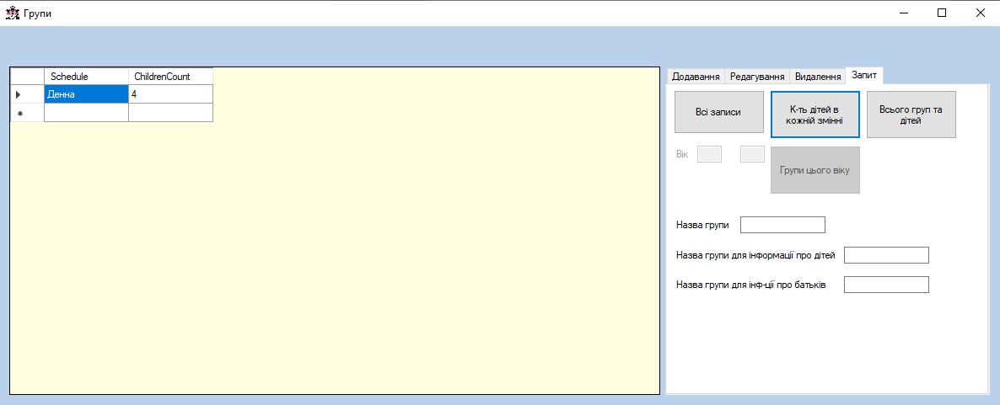 Групи
Schedule ChildrenCount
Денна 4
Додавання Редагування Видалення Запит
Всі записи
К-ть дітей в
кожній змінні
Всього груп та
дітей
Вік
Групи цього віку
Назва групи
Назва групи для інформації про дітей
Назва групи для інф-ції про батьків